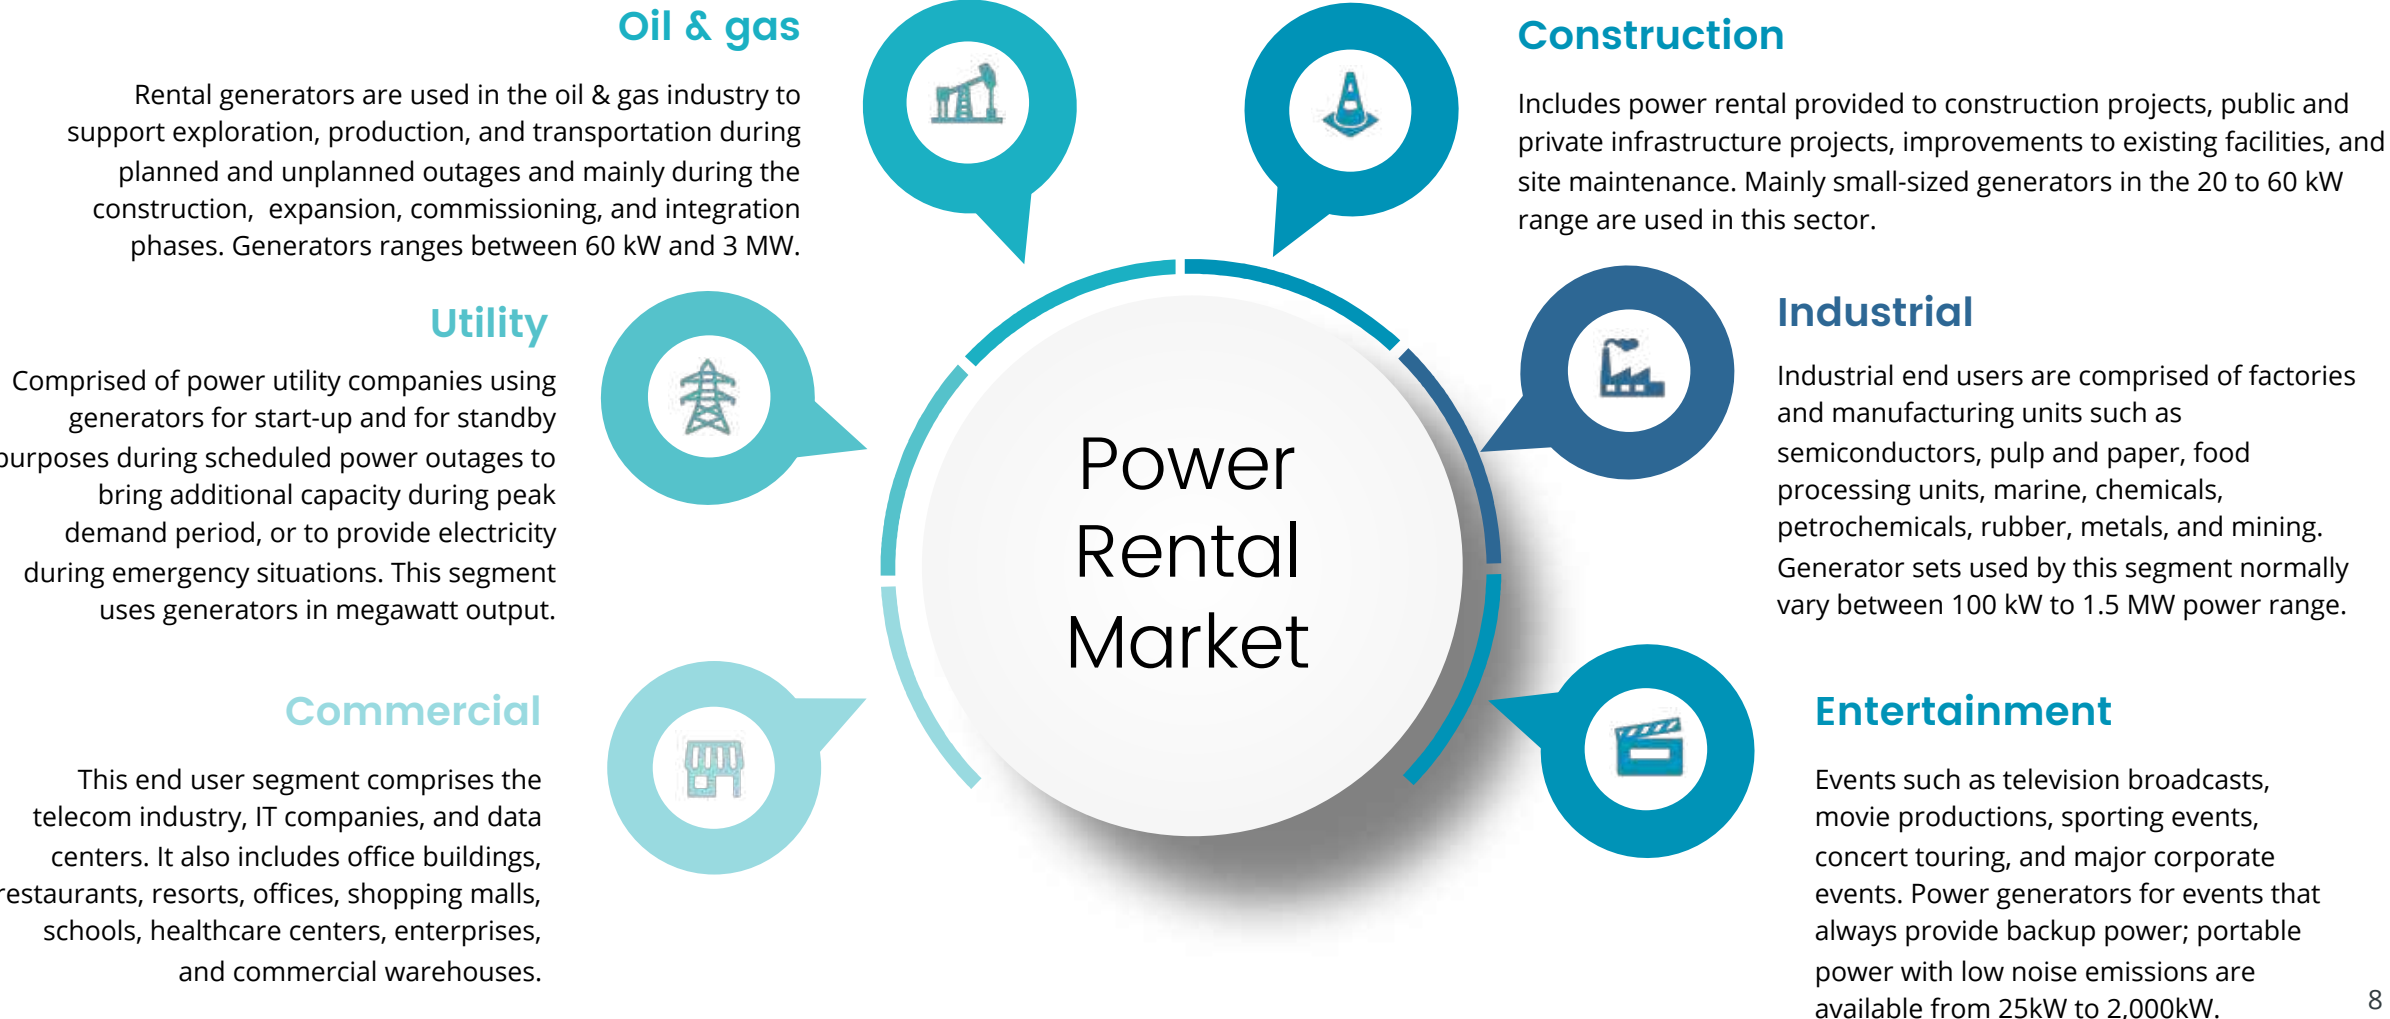 Oil & gas
Rental generators are used in the oil & gas industry to
support exploration, production, and transportation during
planned and unplanned outages and mainly during the
construction, expansion, commissioning, and integration
phases. Generators ranges between 60 kW and 3 MW.
Utility
Comprised of power utility companies using
generators for start-up and for standby
purposes during scheduled power outages to
bring additional capacity during peak
demand period, or to provide electricity
during emergency situations. This segment
uses generators in megawatt output.
Commercial
This end user segment comprises the
telecom industry, IT companies, and data
centers. It also includes office buildings,
restaurants, resorts, offices, shopping malls,
schools, healthcare centers, enterprises,
and commercial warehouses.
Power
Rental
Market
Construction
Includes power rental provided to construction projects, public and
private infrastructure projects, improvements to existing facilities, and
site maintenance. Mainly small-sized generators in the 20 to 60 kW
range are used in this sector.
Industrial
Industrial end users are comprised of factories
and manufacturing units such as
semiconductors, pulp and paper, food
processing units, marine, chemicals,
petrochemicals, rubber, metals, and mining.
Generator sets used by this segment normally
vary between 100 kW to 1.5 MW power range.
Entertainment
Events such as television broadcasts,
movie productions, sporting events,
concert touring, and major corporate
events. Power generators for events that
always provide backup power; portable
power with low noise emissions are
available from 25kW to 2,000kW.
8